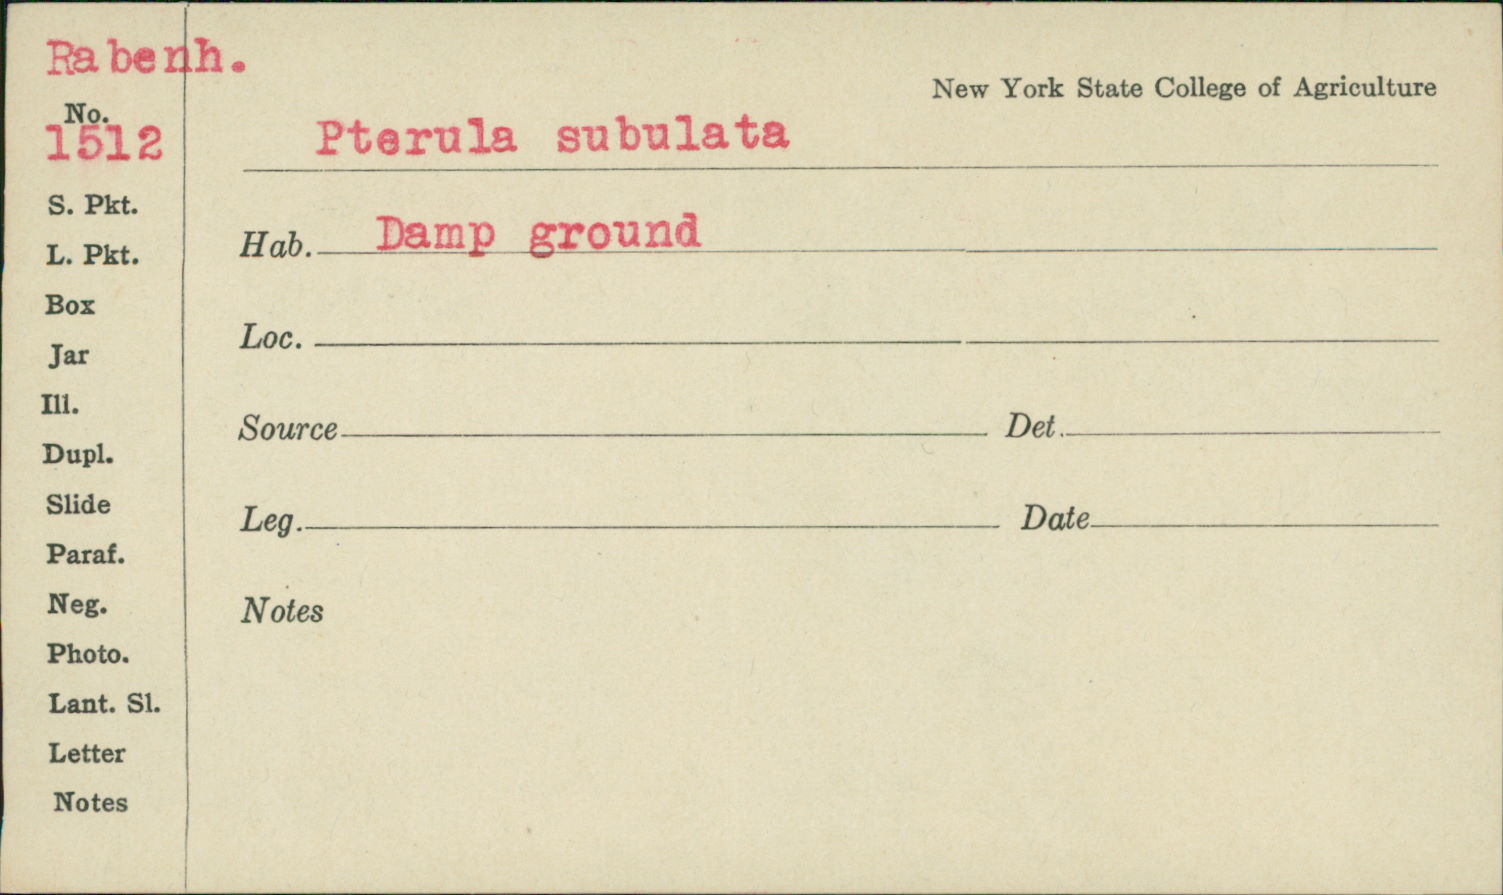 Rabenh.
New York State College of Agriculture
No.
1512
Pterula subulata
S. Pkt.
Hab. Damp ground
L. Pkt.
Box
Loc.
Jar
Ill.
Source Det.
Dupl.
Slide
Leg. Date
Paraf.
Neg.
Notes
Photo.
Lant. Sl.
Letter
Notes